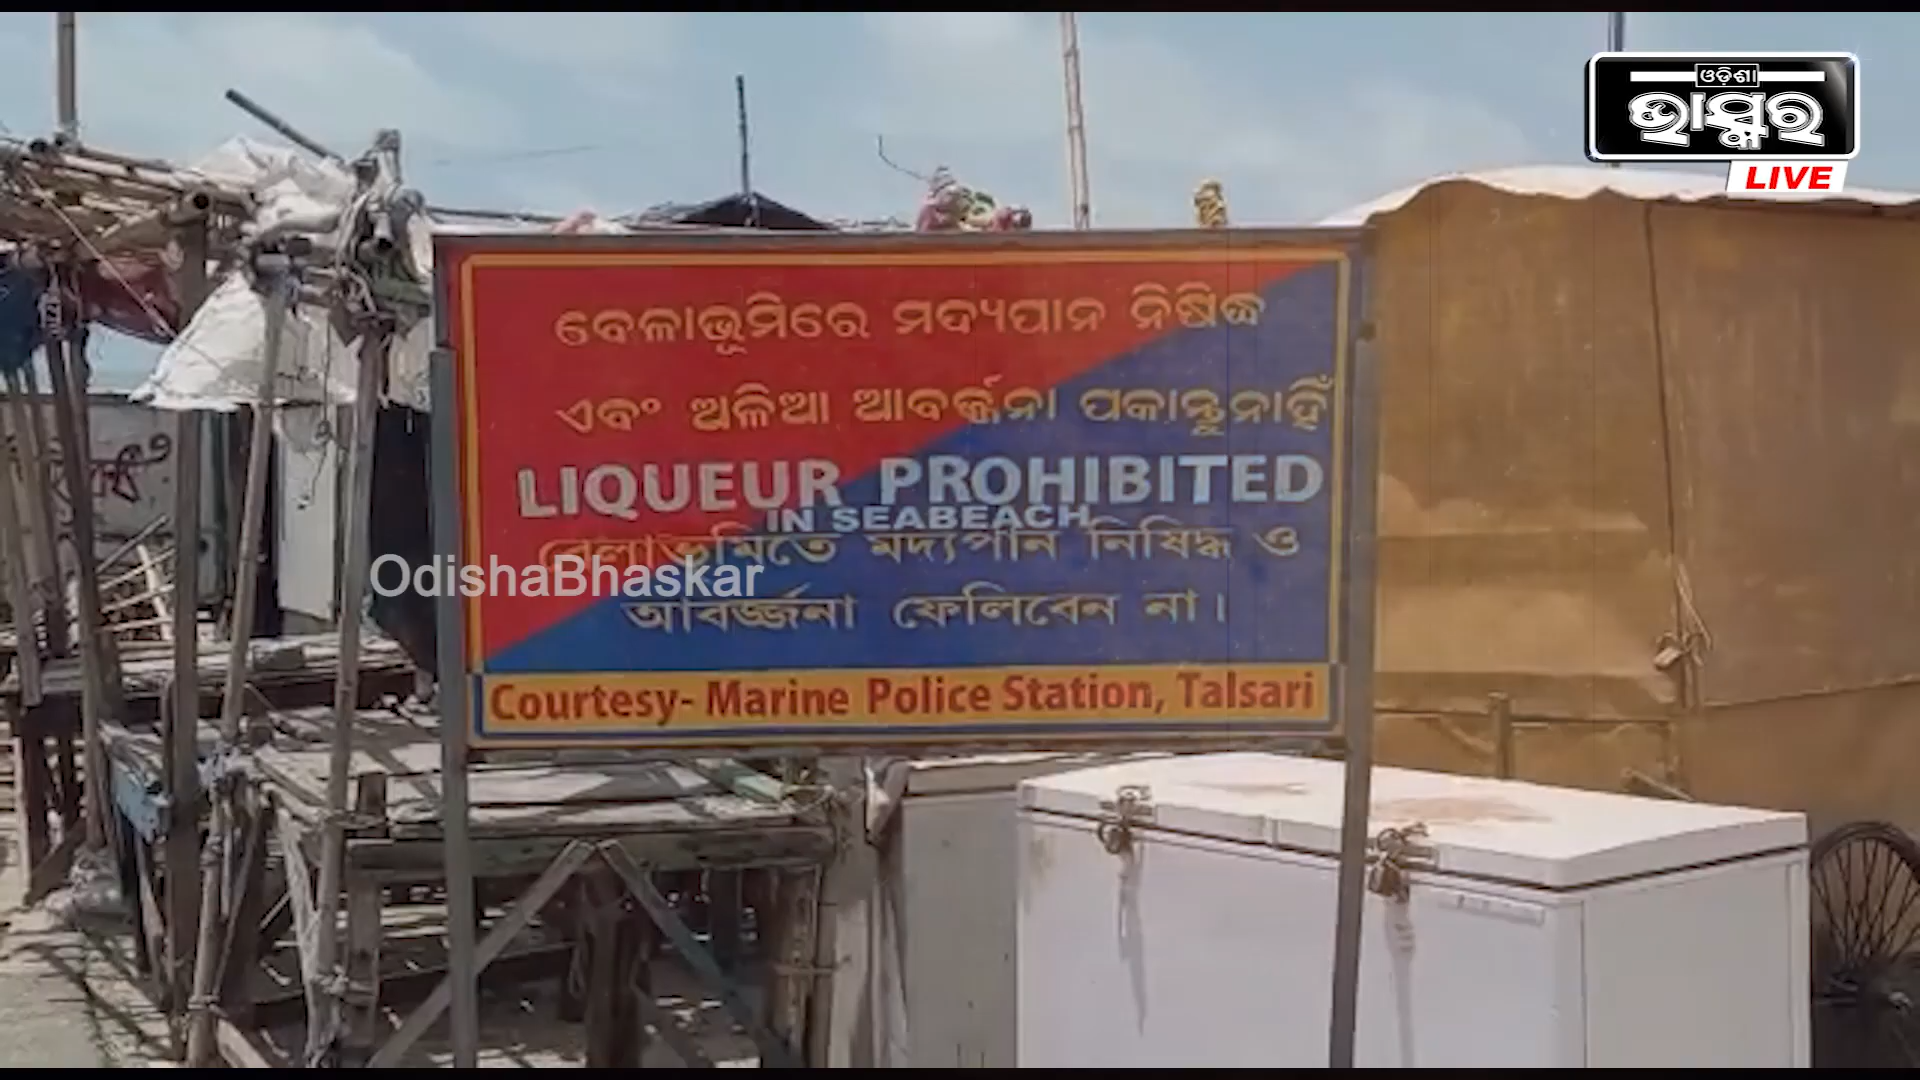 ଓଡ଼ିଶା
ଭାସ୍କର
LIVE
ବେଳାଭୂମିରେ ମଦ୍ୟପାନ ନିଷିଦ୍ଧ
ଏବଂ ଅଳିଆ ଆବର୍ଜ୍ଜନା ପକାନ୍ତୁନାହିଁ
LIQUEUR PROHIBITED
IN SEABEACH
বেলাভূমিতে মদ্যপান নিষিদ্ধ ও
OdishaBhaskar
আবর্জ্জনা ফেলিবেন না।
Courtesy- Marine Police Station, Talsari